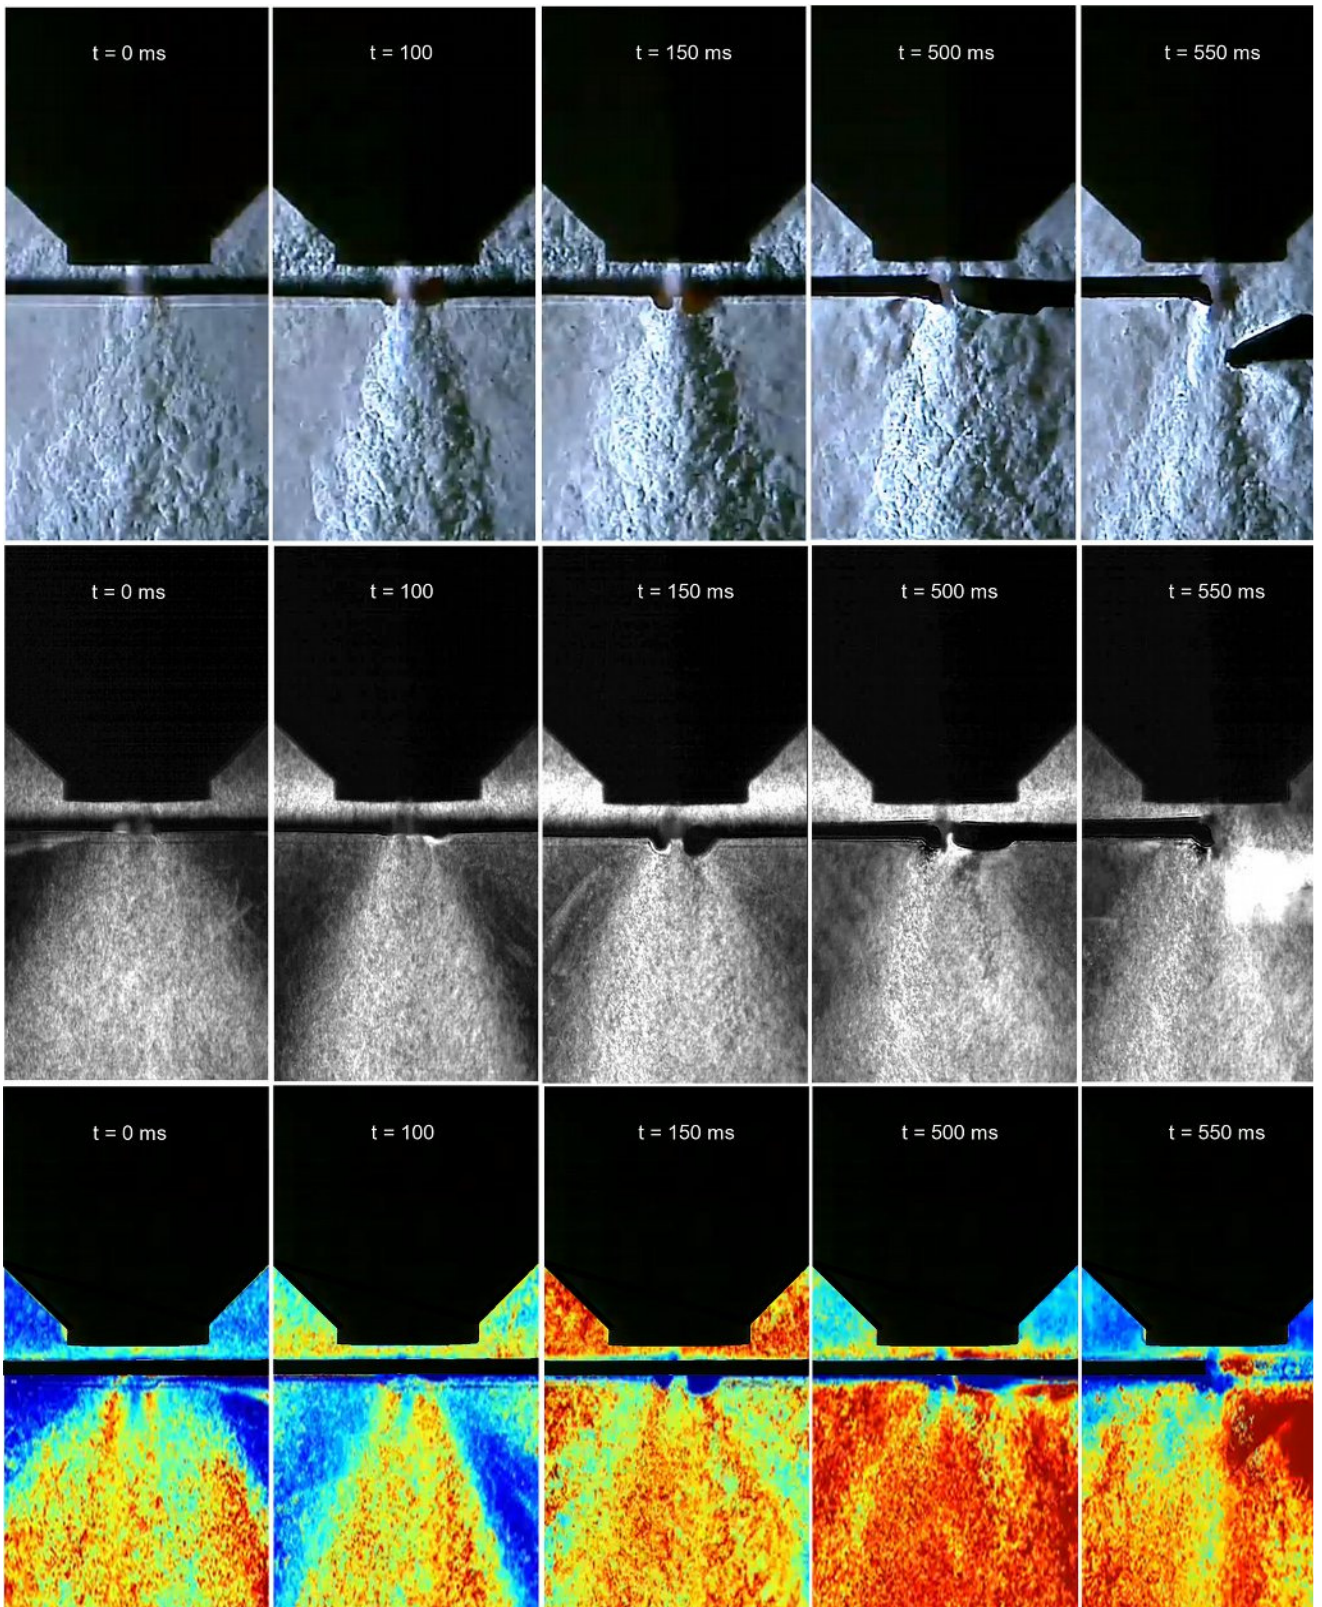 t = 0 ms
t = 100
t = 150 ms
t = 500 ms
t = 550 ms
t = 0 ms
t = 100
t = 150 ms
t = 500 ms
t = 550 ms
t = 0 ms
t = 100
t = 150 ms
t = 500 ms
t = 550 ms